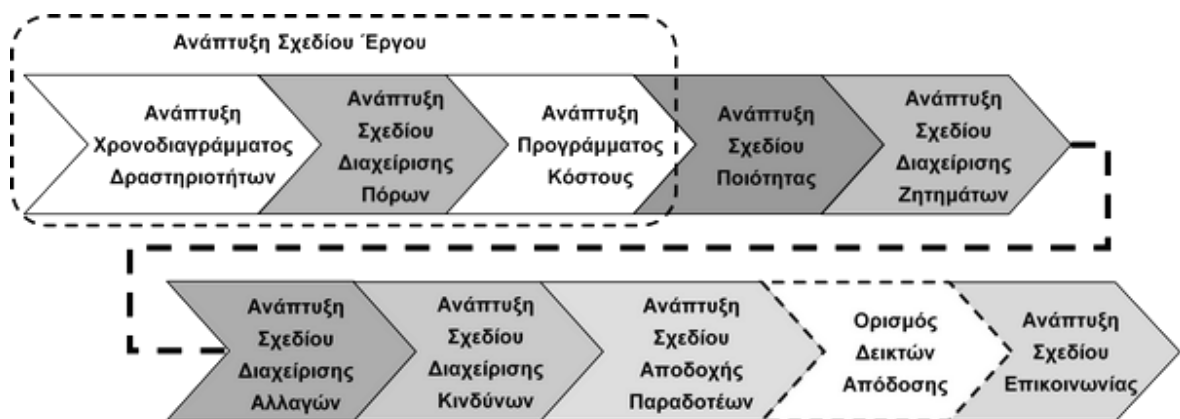 Ανάπτυξη Σχεδίου Έργου
Ανάπτυξη
Χρονοδιαγράμματος
Δραστηριοτήτων
Ανάπτυξη
Σχεδίου
Διαχείρισης
Πόρων
Ανάπτυξη
Προγράμματος
Κόστους
Ανάπτυξη
Σχεδίου
Ποιότητας
Ανάπτυξη
Σχεδίου
Διαχείρισης
Ζητημάτων
Ανάπτυξη
Σχεδίου
Διαχείρισης
Αλλαγών
Ανάπτυξη
Σχεδίου
Διαχείρισης
Κινδύνων
Ανάπτυξη
Σχεδίου
Αποδοχής
Παραδοτέων
Ορισμός
Δεικτών
Απόδοσης
Ανάπτυξη
Σχεδίου
Επικοινωνίας